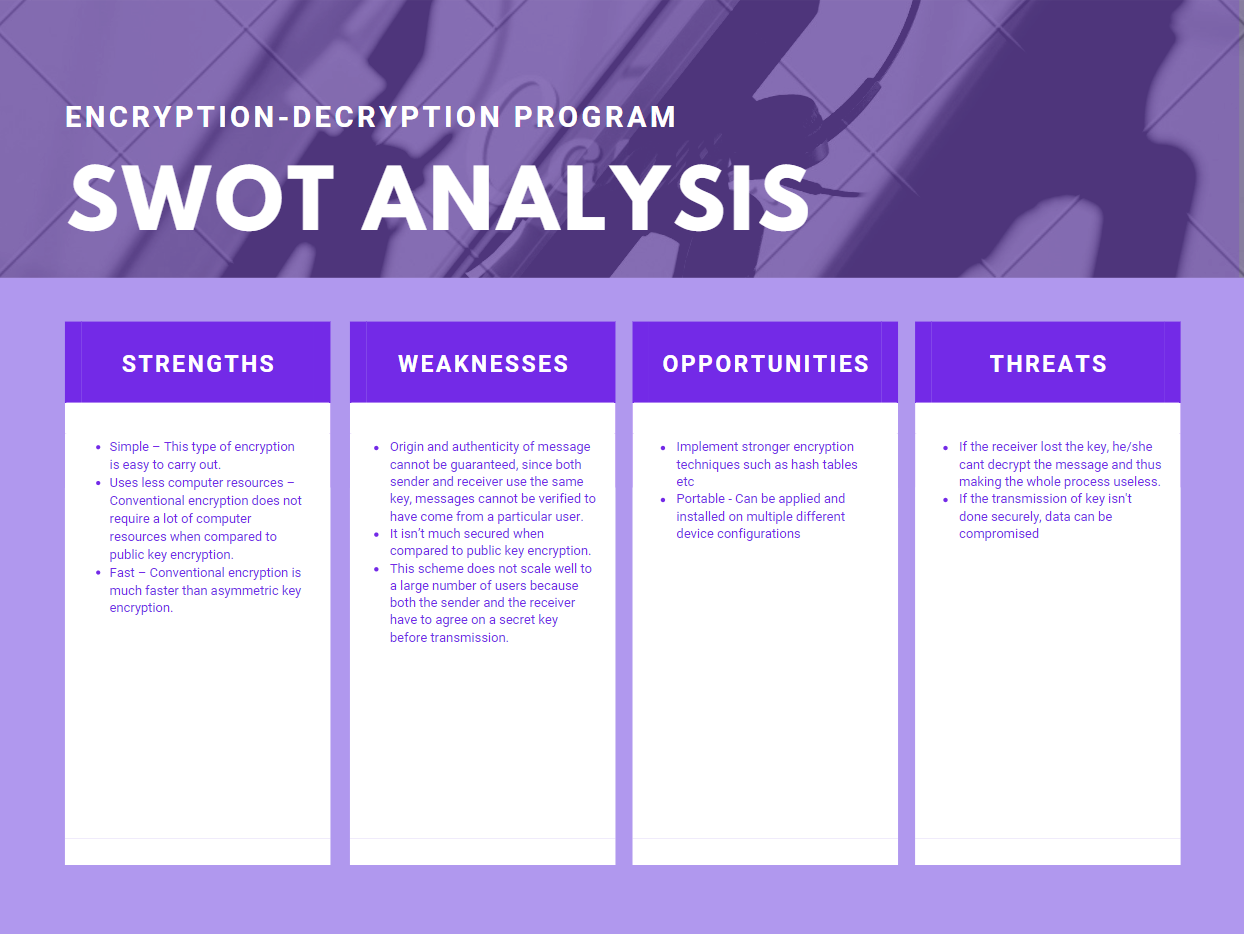 ENCRYPTION-DECRYPTION PROGRAM
SWOT ANALYSIS
STRENGTHS
• Simple – This type of encryption
is easy to carry out.
• Uses less computer resources –
Conventional encryption does not
require a lot of computer
resources when compared to
public key encryption.
• Fast – Conventional encryption is
much faster than asymmetric key
encryption.
WEAKNESSES
• Origin and authenticity of message
cannot be guaranteed, since both
sender and receiver use the same
key, messages cannot be verified to
have come from a particular user.
• It isn’t much secured when
compared to public key encryption.
• This scheme does not scale well to
a large number of users because
both the sender and the receiver
have to agree on a secret key
before transmission.
OPPORTUNITIES
• Implement stronger encryption
techniques such as hash tables
etc
• Portable - Can be applied and
installed on multiple different
device configurations
THREATS
• If the receiver lost the key, he/she
cant decrypt the message and thus
making the whole process useless.
• If the transmission of key isn't
done securely, data can be
compromised